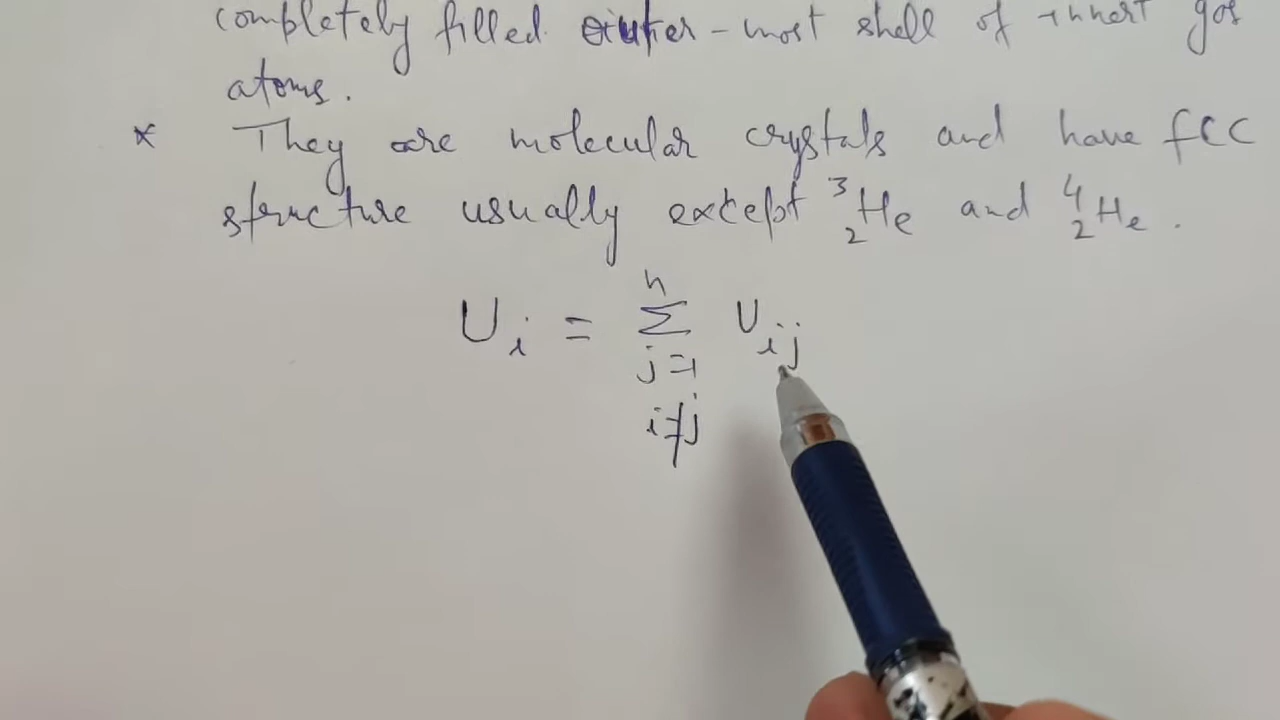 completely filled outer-most shell of inert gas
atoms.
* They are molecular crystals and have fCC
structure usually except ³₂He and ⁴₂He.
n
Uᵢ = Σ Uᵢⱼ
j=1
i≠j